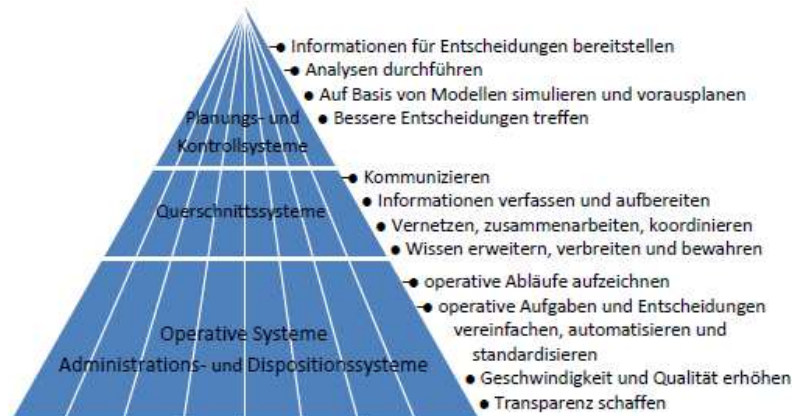 ● Informationen für Entscheidungen bereitstellen
● Analysen durchführen
● Auf Basis von Modellen simulieren und vorausplanen
● Bessere Entscheidungen treffen
Planungs- und
Kontrollsysteme
● Kommunizieren
● Informationen verfassen und aufbereiten
● Vernetzen, zusammenarbeiten, koordinieren
● Wissen erweitern, verbreiten und bewahren
Querschnittssysteme
● operative Abläufe aufzeichnen
● operative Aufgaben und Entscheidungen
vereinfachen, automatisieren und
standardisieren
● Geschwindigkeit und Qualität erhöhen
● Transparenz schaffen
Operative Systeme
Administrations- und Dispositionssysteme